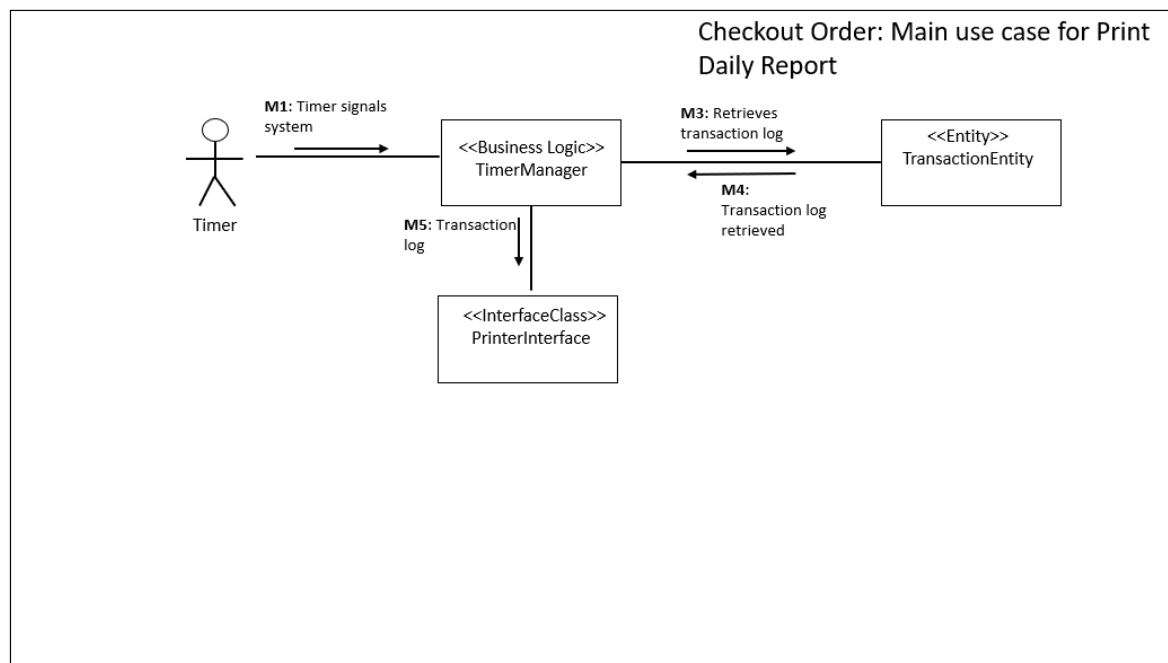 Checkout Order: Main use case for Print
Daily Report
M1: Timer signals
system
<<Business Logic>>
TimerManager
M3: Retrieves
transaction log
<<Entity>>
TransactionEntity
Timer
M5: Transaction
log
M4:
Transaction log
retrieved
<<InterfaceClass>>
PrinterInterface